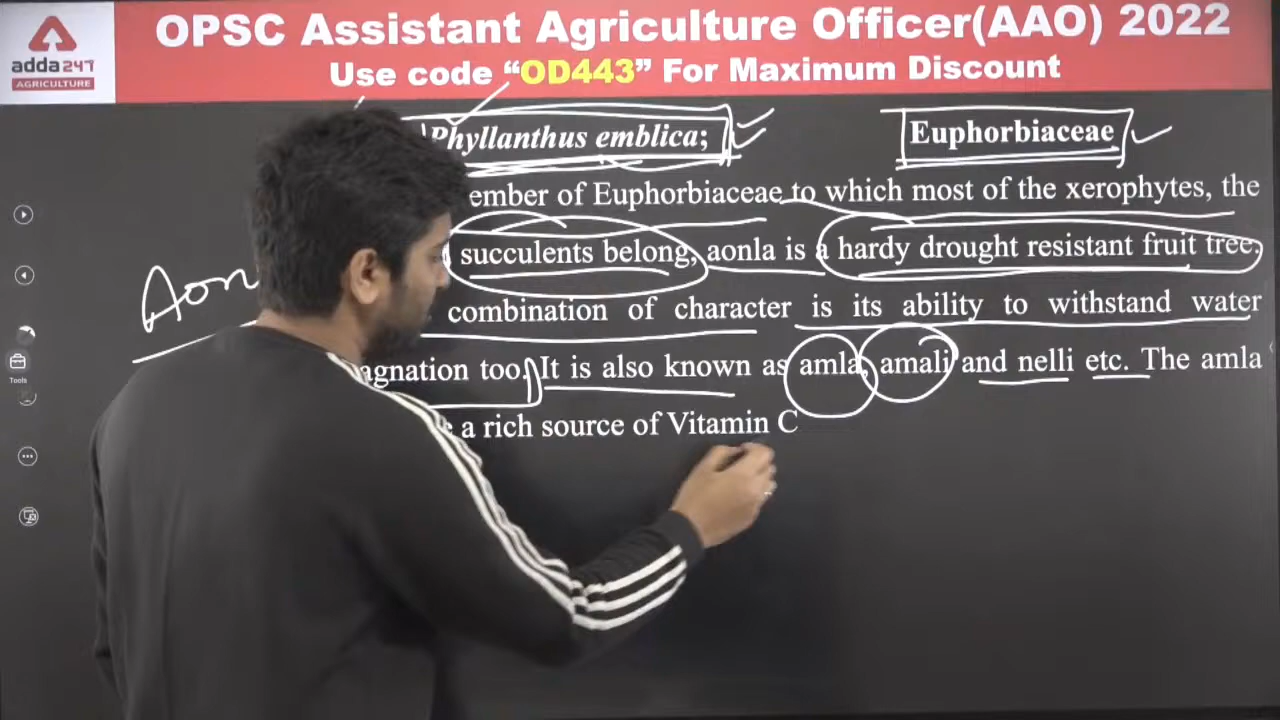 OPSC Assistant Agriculture Officer(AAO) 2022
adda247
AGRICULTURE
Use code “OD443” For Maximum Discount
Phyllanthus emblica; Euphorbiaceae
ember of Euphorbiaceae to which most of the xerophytes, the
succulents belong, aonla is a hardy drought resistant fruit tree.
Aon
combination of character is its ability to withstand water
agnation too. It is also known as amla, amali and nelli etc. The amla
a rich source of Vitamin C
Tools